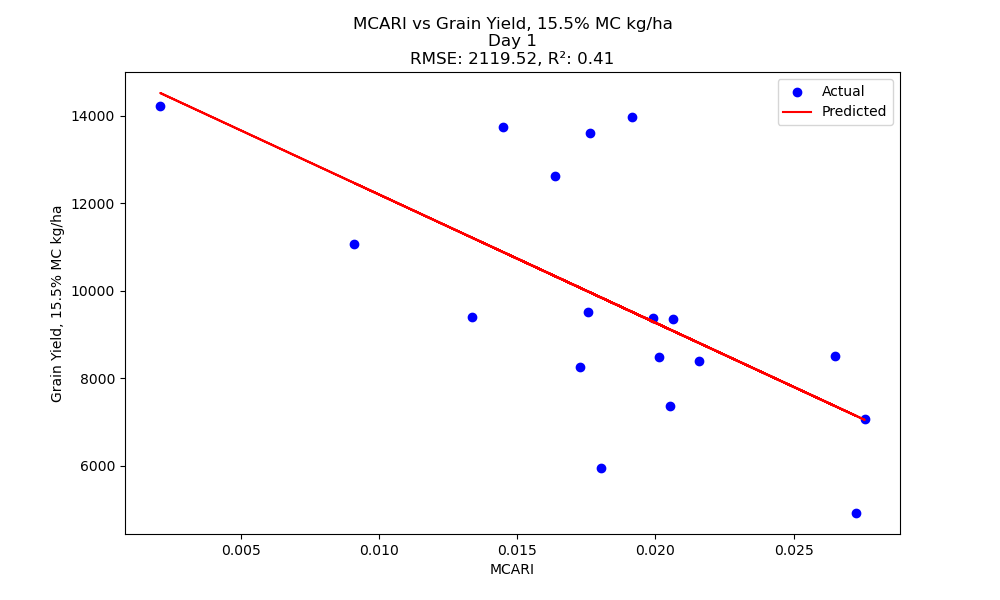 MCARI vs Grain Yield, 15.5% MC kg/ha
Day 1
RMSE: 2119.52, R²: 0.41
Actual
Predicted
Grain Yield, 15.5% MC kg/ha
14000
12000
10000
8000
6000
0.005
0.010
0.015
0.020
0.025
MCARI